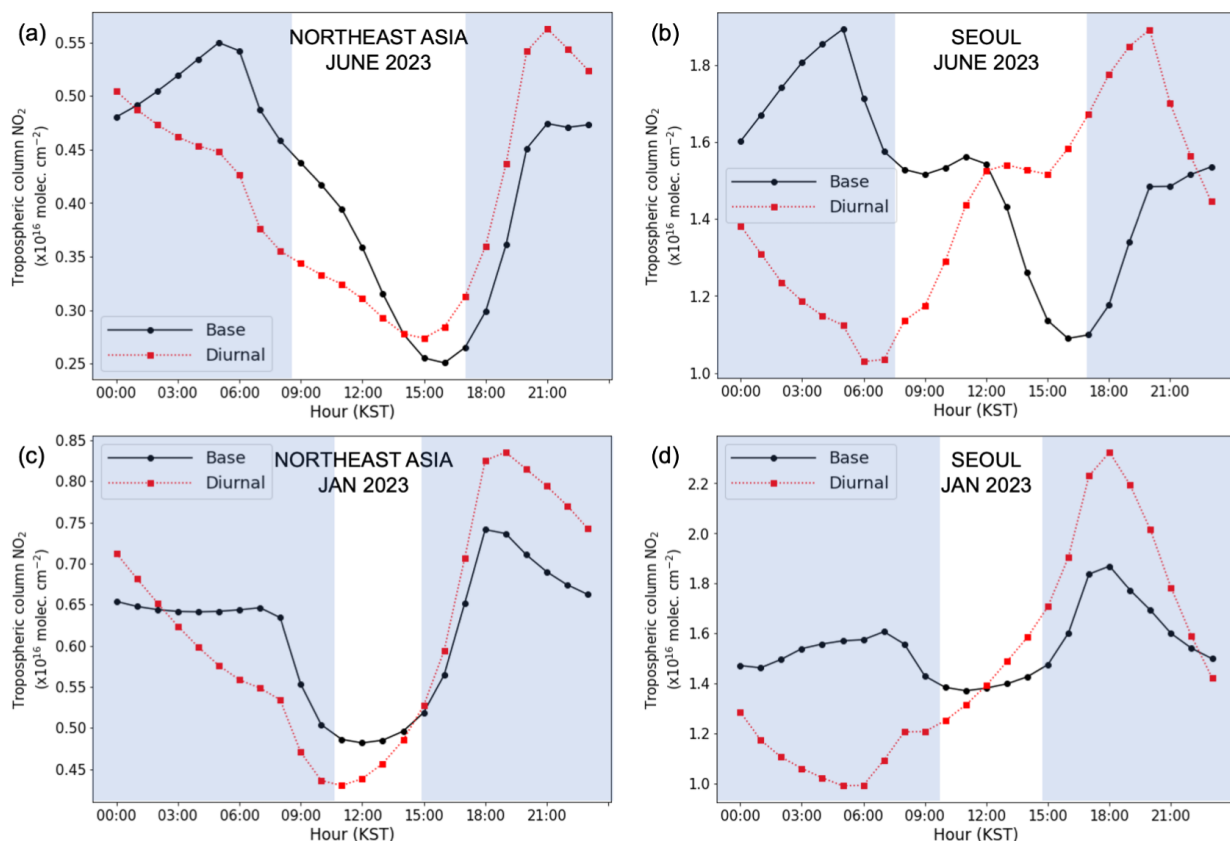 (a)
NORTHEAST ASIA
JUNE 2023
Tropospheric column NO2
(x10^16 molec. cm^-2)
0.55
0.50
0.45
0.40
0.35
0.30
0.25
Base
Diurnal
00:00 03:00 06:00 09:00 12:00 15:00 18:00 21:00
Hour (KST)
(b)
SEOUL
JUNE 2023
Tropospheric column NO2
(x10^16 molec. cm^-2)
1.8
1.6
1.4
1.2
1.0
Base
Diurnal
00:00 03:00 06:00 09:00 12:00 15:00 18:00 21:00
Hour (KST)
(c)
NORTHEAST ASIA
JAN 2023
Tropospheric column NO2
(x10^16 molec. cm^-2)
0.85
0.80
0.75
0.70
0.65
0.60
0.55
0.50
0.45
Base
Diurnal
00:00 03:00 06:00 09:00 12:00 15:00 18:00 21:00
Hour (KST)
(d)
SEOUL
JAN 2023
Tropospheric column NO2
(x10^16 molec. cm^-2)
2.2
2.0
1.8
1.6
1.4
1.2
1.0
Base
Diurnal
00:00 03:00 06:00 09:00 12:00 15:00 18:00 21:00
Hour (KST)